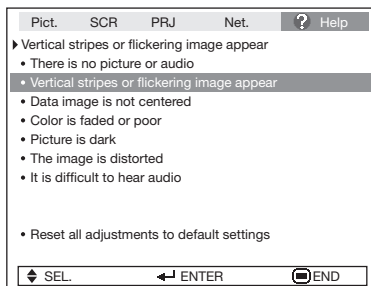 Pict. SCR PRJ Net. ? Help
Vertical stripes or flickering image appear
• There is no picture or audio
• Vertical stripes or flickering image appear
• Data image is not centered
• Color is faded or poor
• Picture is dark
• The image is distorted
• It is difficult to hear audio
• Reset all adjustments to default settings
SEL. ENTER END